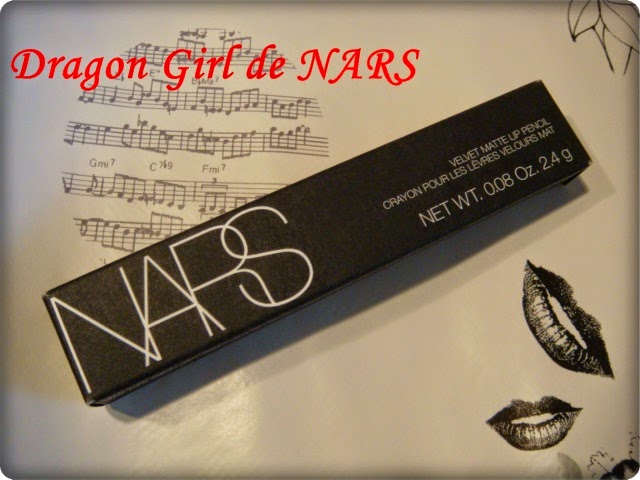 Dragon Girl de NARS
Gmi7 C7b9 Fmi7
VELVET MATTE LIP PENCIL
CRAYON POUR LES LÈVRES VELOURS MAT
NET WT. 0.08 Oz. 2.4 g
NARS